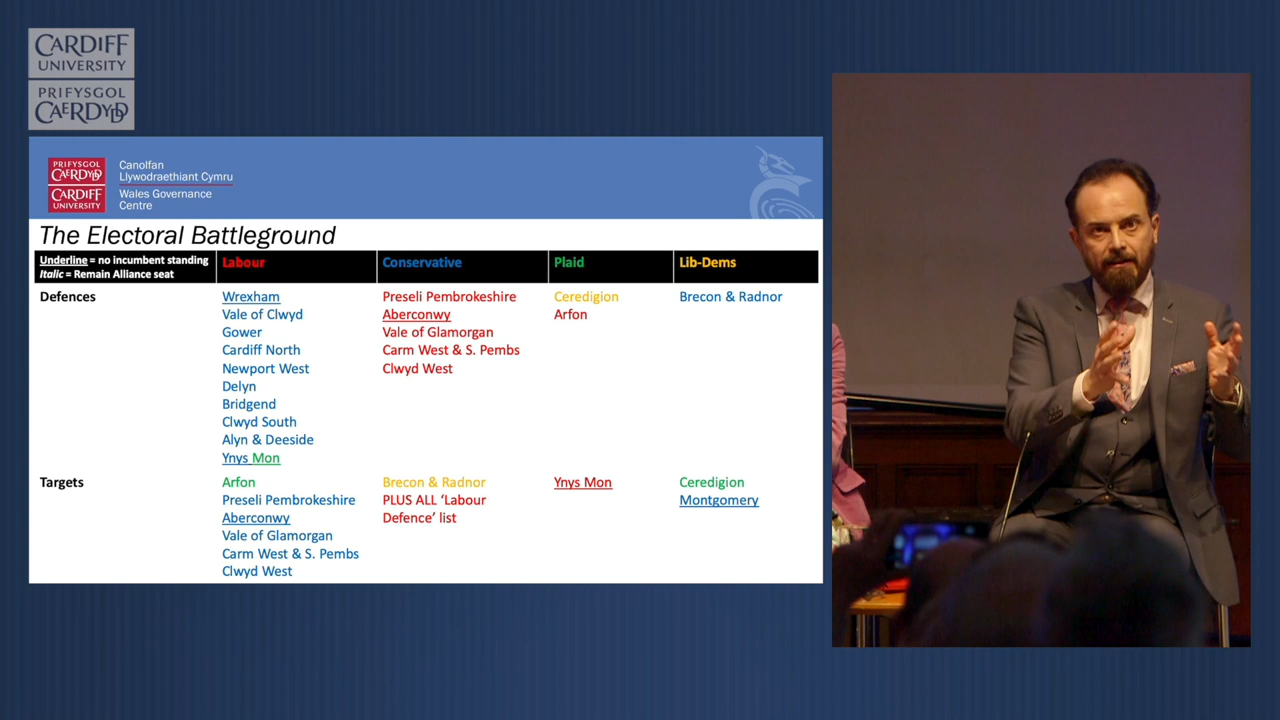 CARDIFF
UNIVERSITY
PRIFYSGOL
CAERDYDD
PRIFYSGOL
CAERDYDD
CARDIFF
UNIVERSITY
Canolfan
Llywodraethiant Cymru
Wales Governance
Centre
The Electoral Battleground
Underline = no incumbent standing
Italic = Remain Alliance seat
Labour
Conservative
Plaid
Lib-Dems
Defences
Wrexham
Vale of Clwyd
Gower
Cardiff North
Newport West
Delyn
Bridgend
Clwyd South
Alyn & Deeside
Ynys Mon
Preseli Pembrokeshire
Aberconwy
Vale of Glamorgan
Carm West & S. Pembs
Clwyd West
Ceredigion
Arfon
Brecon & Radnor
Targets
Arfon
Preseli Pembrokeshire
Aberconwy
Vale of Glamorgan
Carm West & S. Pembs
Clwyd West
Brecon & Radnor
PLUS ALL ‘Labour
Defence’ list
Ynys Mon
Ceredigion
Montgomery